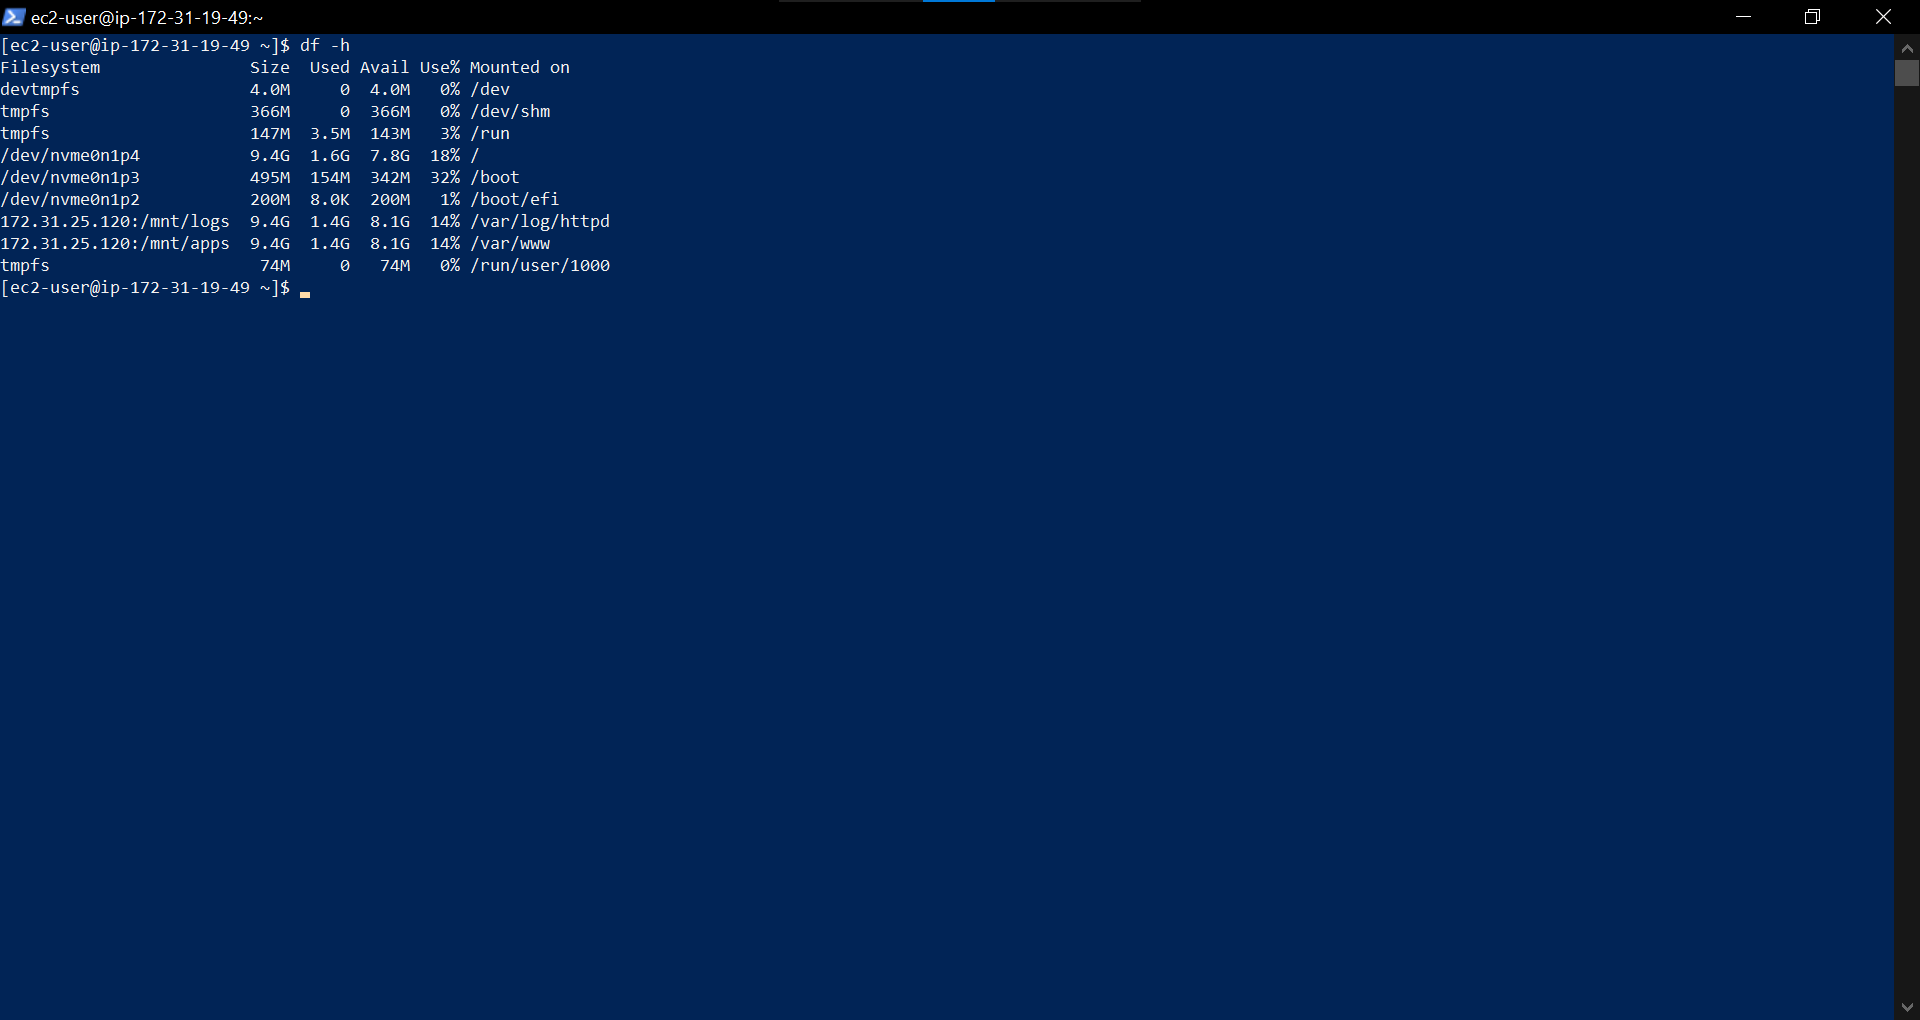 ec2-user@ip-172-31-19-49:~
[ec2-user@ip-172-31-19-49 ~]$ df -h
Filesystem               Size  Used Avail Use% Mounted on
devtmpfs                 4.0M     0  4.0M   0% /dev
tmpfs                    366M     0  366M   0% /dev/shm
tmpfs                    147M  3.5M  143M   3% /run
/dev/nvme0n1p4           9.4G  1.6G  7.8G  18% /
/dev/nvme0n1p3           495M  154M  342M  32% /boot
/dev/nvme0n1p2           200M  8.0K  200M   1% /boot/efi
172.31.25.120:/mnt/logs  9.4G  1.4G  8.1G  14% /var/log/httpd
172.31.25.120:/mnt/apps  9.4G  1.4G  8.1G  14% /var/www
tmpfs                     74M     0   74M   0% /run/user/1000
[ec2-user@ip-172-31-19-49 ~]$